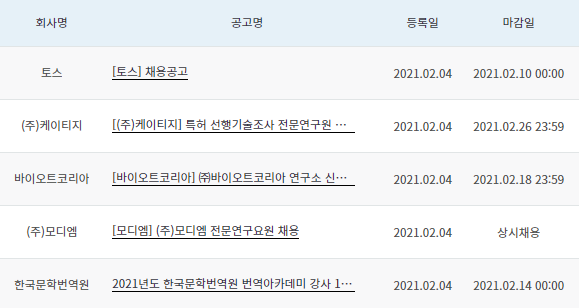 회사명 공고명 등록일 마감일
토스 [토스] 채용공고 2021.02.04 2021.02.10 00:00
(주)케이티지 [(주)케이티지] 특허 선행기술조사 전문연구원 … 2021.02.04 2021.02.26 23:59
바이오트코리아 [바이오트코리아] ㈜바이오트코리아 연구소 신… 2021.02.04 2021.02.18 23:59
(주)모디엠 [모디엠] (주)모디엠 전문연구요원 채용 2021.02.04 상시채용
한국문학번역원 2021년도 한국문학번역원 번역아카데미 강사 1… 2021.02.04 2021.02.14 00:00